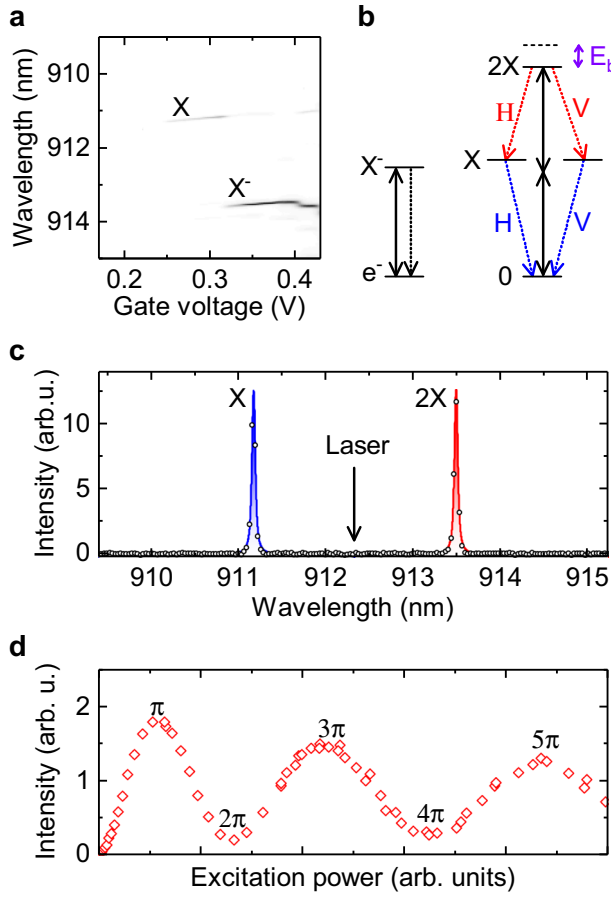 a
Wavelength (nm)
910
912
914
X
X-
0.2 0.3 0.4
Gate voltage (V)
b
2X
E_b
H V
X- X
H V
e- 0
c
Intensity (arb.u.)
10
5
0
X 2X
Laser
910 911 912 913 914 915
Wavelength (nm)
d
Intensity (arb. u.)
2
1
0
π 2π 3π 4π 5π
Excitation power (arb. units)